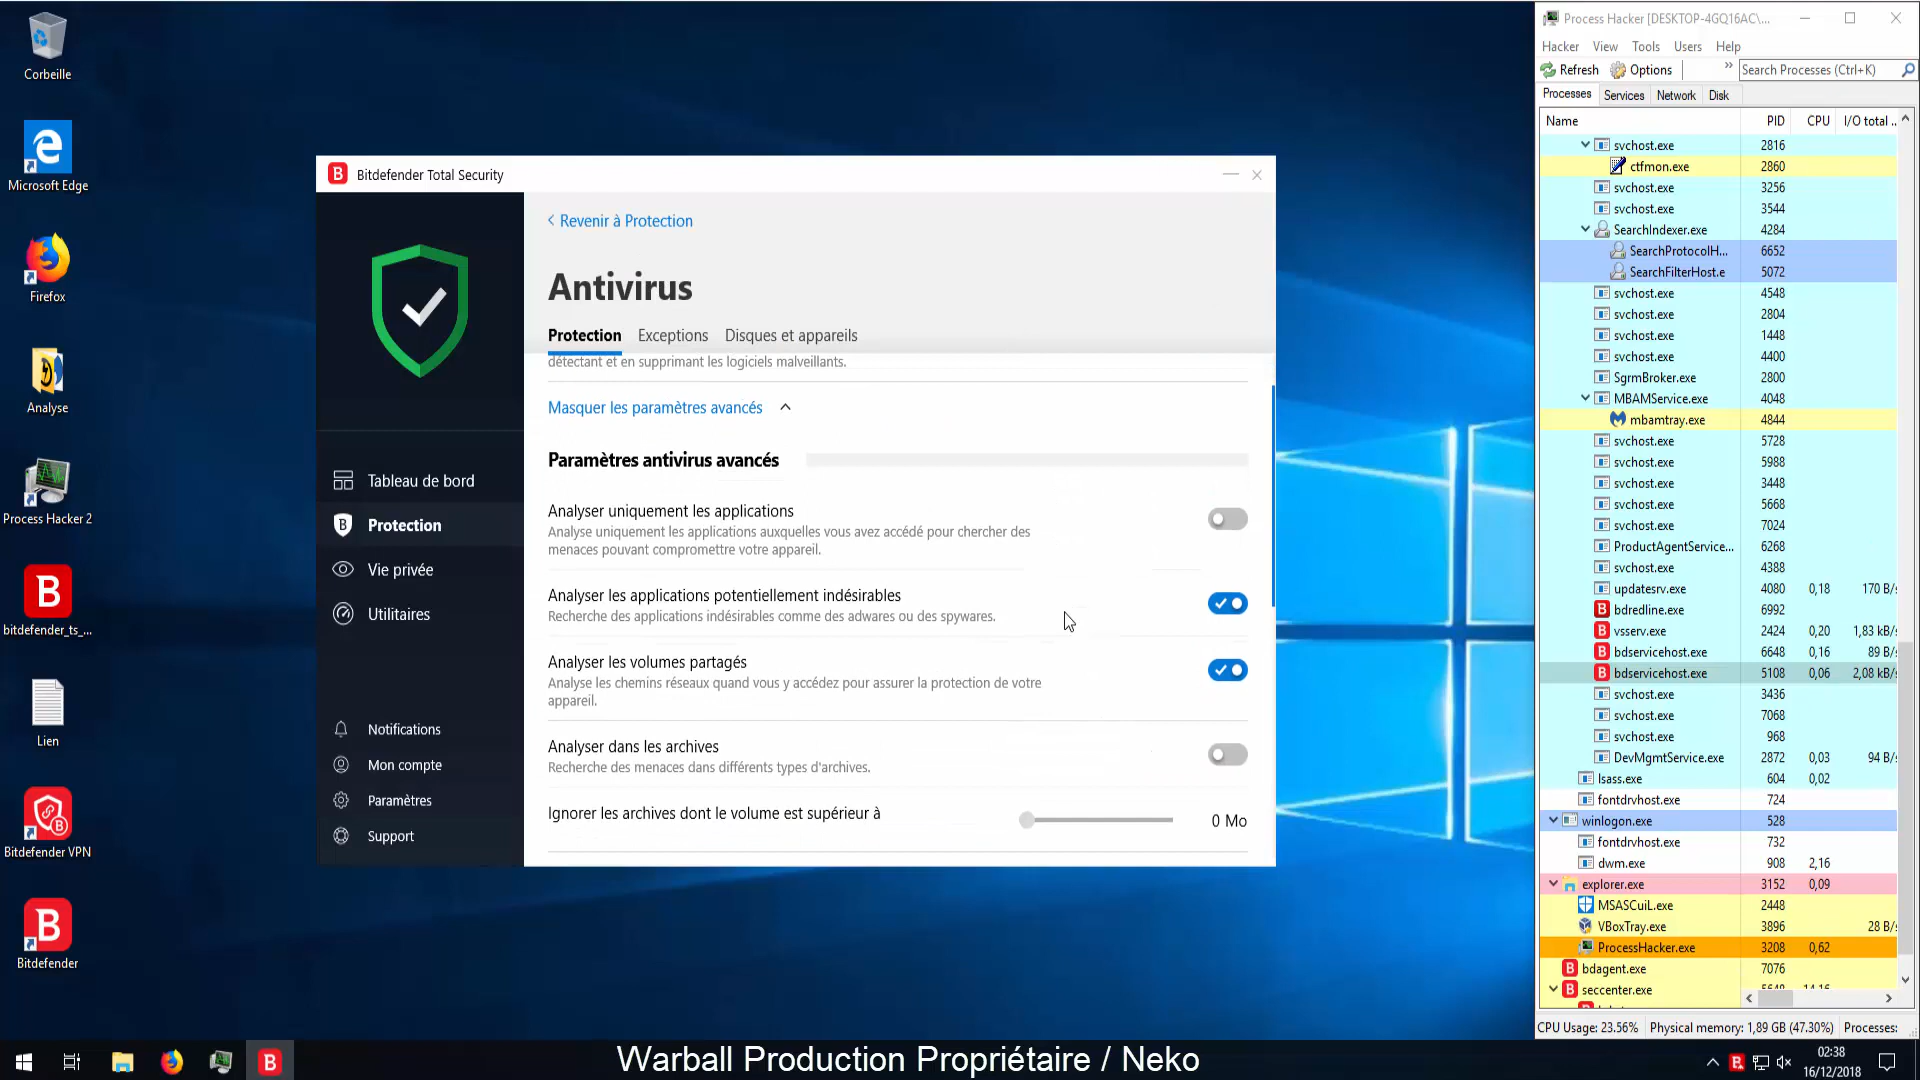 Corbeille
Microsoft Edge
Firefox
Analyse
Process Hacker 2
bitdefender_ts_...
Lien
Bitdefender VPN
Bitdefender
Bitdefender Total Security
Tableau de bord
Protection
Vie privée
Utilitaires
Notifications
Mon compte
Paramètres
Support
Revenir à Protection
Antivirus
Protection Exceptions Disques et appareils
détectant et en supprimant les logiciels malveillants.
Masquer les paramètres avancés
Paramètres antivirus avancés
Analyser uniquement les applications
Analyse uniquement les applications auxquelles vous avez accédé pour chercher des
menaces pouvant compromettre votre appareil.
Analyser les applications potentiellement indésirables
Recherche des applications indésirables comme des adwares ou des spywares.
Analyser les volumes partagés
Analyse les chemins réseaux quand vous y accédez pour assurer la protection de votre
appareil.
Analyser dans les archives
Recherche des menaces dans différents types d'archives.
Ignorer les archives dont le volume est supérieur à 0 Mo
Process Hacker [DESKTOP-4GQ16AC\...
Hacker View Tools Users Help
Refresh Options » Search Processes (Ctrl+K)
Processes Services Network Disk
Name PID CPU I/O total ..
svchost.exe 2816
ctfmon.exe 2860
svchost.exe 3256
svchost.exe 3544
SearchIndexer.exe 4284
SearchProtocolH... 6652
SearchFilterHost.e 5072
svchost.exe 4548
svchost.exe 2804
svchost.exe 1448
svchost.exe 4400
SgrmBroker.exe 2800
MBAMService.exe 4048
mbamtray.exe 4844
svchost.exe 5728
svchost.exe 5988
svchost.exe 3448
svchost.exe 5668
svchost.exe 7024
ProductAgentService... 6268
svchost.exe 4388
updatesrv.exe 4080 0,18 170 B/
bdredline.exe 6992
vsserv.exe 2424 0,20 1,83 kB/
bdservicehost.exe 6648 0,16 89 B/
bdservicehost.exe 5108 0,06 2,08 kB/
svchost.exe 3436
svchost.exe 7068
svchost.exe 968
DevMgmtService.exe 2872 0,03 94 B/
lsass.exe 604 0,02
fontdrvhost.exe 724
winlogon.exe 528
fontdrvhost.exe 732
dwm.exe 908 2,16
explorer.exe 3152 0,09
MSASCuiL.exe 2448
VBoxTray.exe 3896 28 B/
ProcessHacker.exe 3208 0,62
bdagent.exe 7076
seccenter.exe
CPU Usage: 23.56% Physical memory: 1,89 GB (47.30%) Processes:
Warball Production Propriétaire / Neko
02:38
16/12/2018